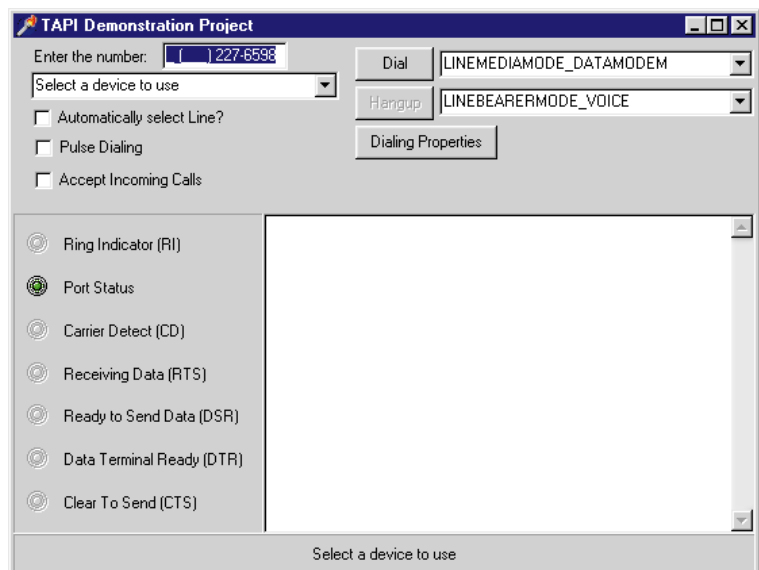 TAPI Demonstration Project
Enter the number: _(___) 227-6598
Select a device to use
Automatically select Line?
Pulse Dialing
Accept Incoming Calls
Dial
LINEMEDIAMODE_DATAMODEM
Hangup
LINEBEARERMODE_VOICE
Dialing Properties
Ring Indicator (RI)
Port Status
Carrier Detect (CD)
Receiving Data (RTS)
Ready to Send Data (DSR)
Data Terminal Ready (DTR)
Clear To Send (CTS)
Select a device to use